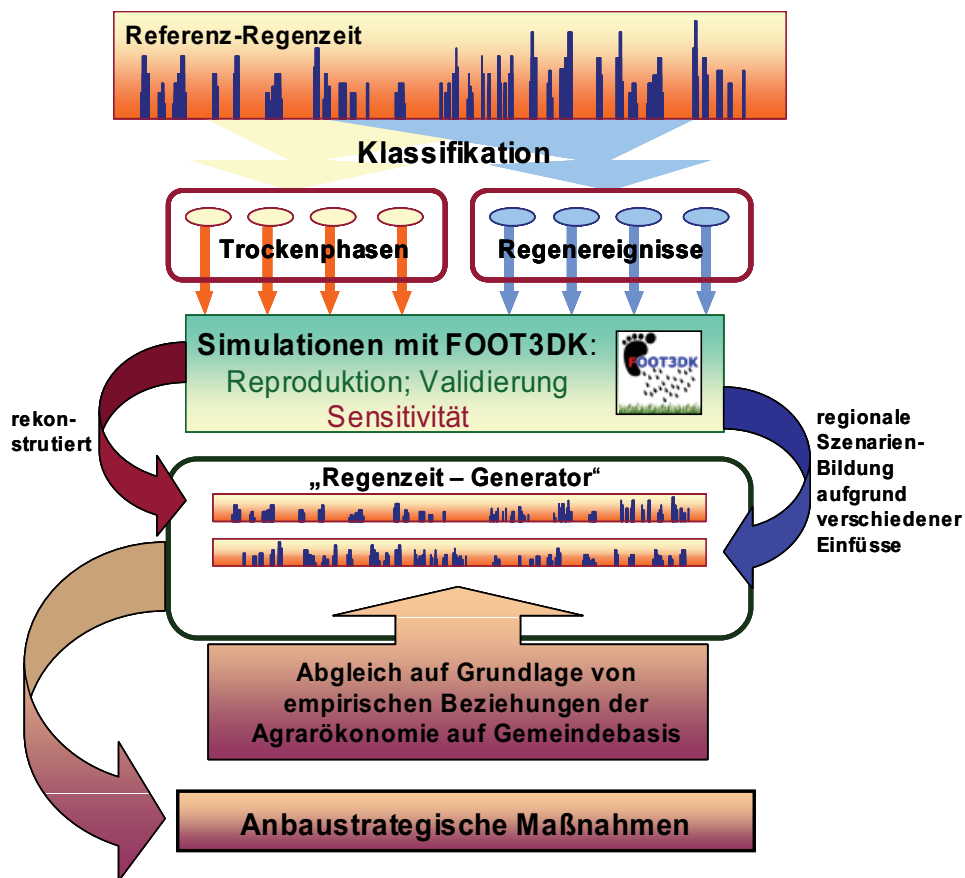 Referenz-Regenzeit
Klassifikation
Trockenphasen
Regenereignisse
Simulationen mit FOOT3DK:
Reproduktion; Validierung
Sensitivität
FOOT3DK
rekon-
strutiert
regionale
Szenarien-
Bildung
aufgrund
verschiedener
Einfüsse
„Regenzeit – Generator“
Abgleich auf Grundlage von
empirischen Beziehungen der
Agrarökonomie auf Gemeindebasis
Anbaustrategische Maßnahmen